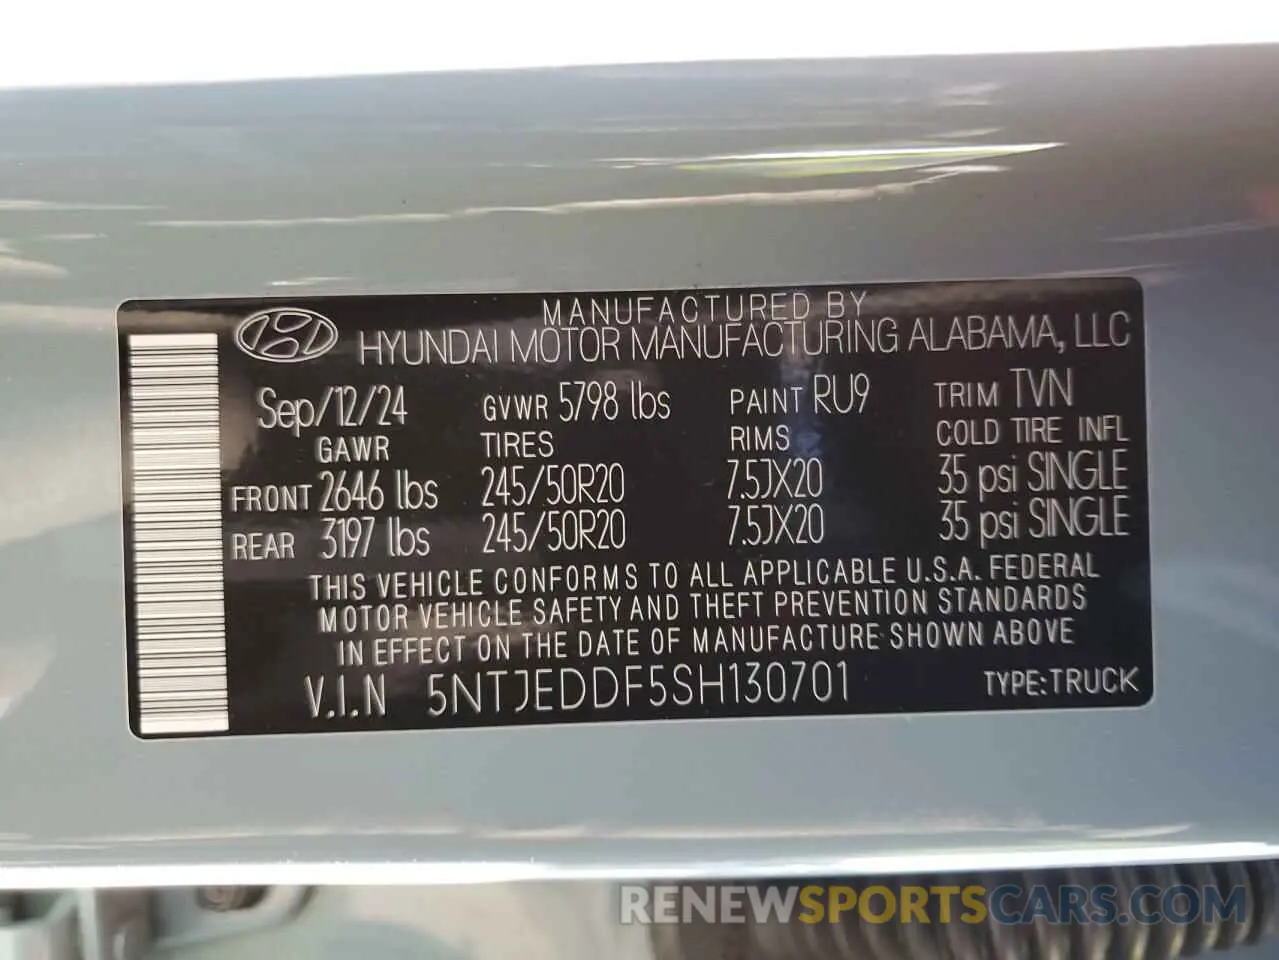 MANUFACTURED BY
HYUNDAI MOTOR MANUFACTURING ALABAMA, LLC
Sep/12/24 GVWR 5798 lbs PAINT RU9 TRIM TVN
GAWR TIRES RIMS COLD TIRE INFL
FRONT 2646 lbs 245/50R20 7.5JX20 35 psi SINGLE
REAR 3197 lbs 245/50R20 7.5JX20 35 psi SINGLE
THIS VEHICLE CONFORMS TO ALL APPLICABLE U.S.A. FEDERAL
MOTOR VEHICLE SAFETY AND THEFT PREVENTION STANDARDS
IN EFFECT ON THE DATE OF MANUFACTURE SHOWN ABOVE
V.I.N 5NTJEDDF5SH130701 TYPE:TRUCK
RENEWSPORTSCARS.COM